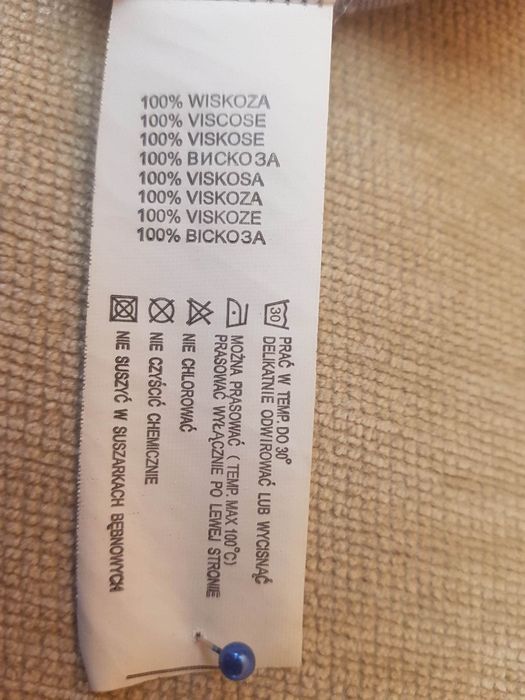 100% WISKOZA
100% VISCOSE
100% VISKOSE
100% ВИСКОЗА
100% VISKOSA
100% VISKOZA
100% VISKOZE
100% ВІСКОЗА
30
PRAĆ W TEMP. DO 30°
DELIKATNIE ODWIROWAĆ LUB WYCISNĄĆ
MOŻNA PRASOWAĆ ( TEMP. MAX 100°C)
PRASOWAĆ WYŁĄCZNIE PO LEWEJ STRONIE
NIE CHLOROWAĆ
NIE CZYŚCIĆ CHEMICZNIE
NIE SUSZYĆ W SUSZARKACH BĘBNOWYCH